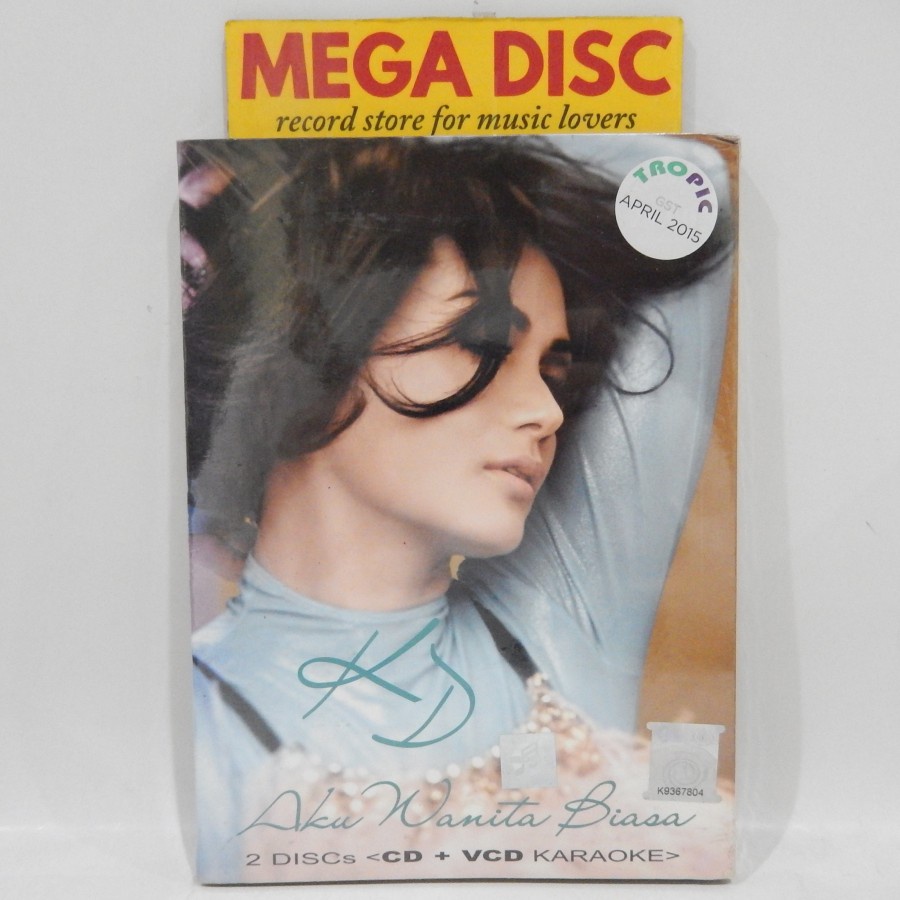 MEGA DISC
record store for music lovers
TROPIC
GST
APRIL 2015
KD
K9367804
Aku Wanita Biasa
2 DISCs <CD + VCD KARAOKE>